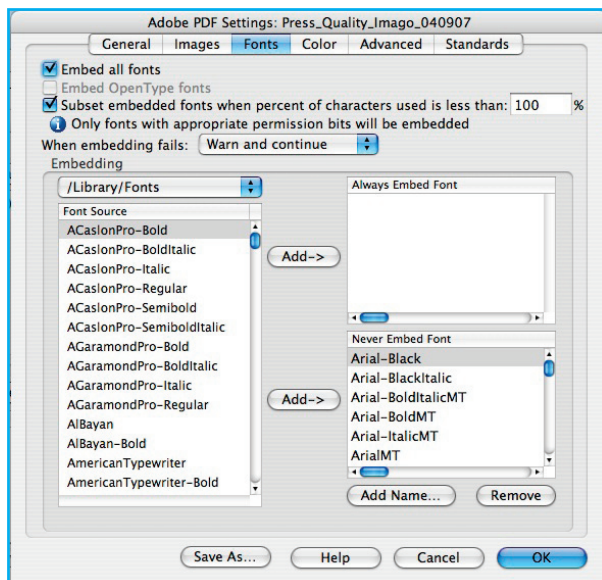 Adobe PDF Settings: Press_Quality_Imago_040907
General Images Fonts Color Advanced Standards
Embed all fonts
Embed OpenType fonts
Subset embedded fonts when percent of characters used is less than: 100 %
Only fonts with appropriate permission bits will be embedded
When embedding fails: Warn and continue
Embedding
/Library/Fonts
Font Source
ACaslonPro-Bold
ACaslonPro-BoldItalic
ACaslonPro-Italic
ACaslonPro-Regular
ACaslonPro-Semibold
ACaslonPro-SemiboldItalic
AGaramondPro-Bold
AGaramondPro-BoldItalic
AGaramondPro-Italic
AGaramondPro-Regular
AlBayan
AlBayan-Bold
AmericanTypewriter
AmericanTypewriter-Bold
Add->
Add->
Always Embed Font
Never Embed Font
Arial-Black
Arial-BlackItalic
Arial-BoldItalicMT
Arial-BoldMT
Arial-ItalicMT
ArialMT
Add Name... Remove
Save As... Help Cancel OK